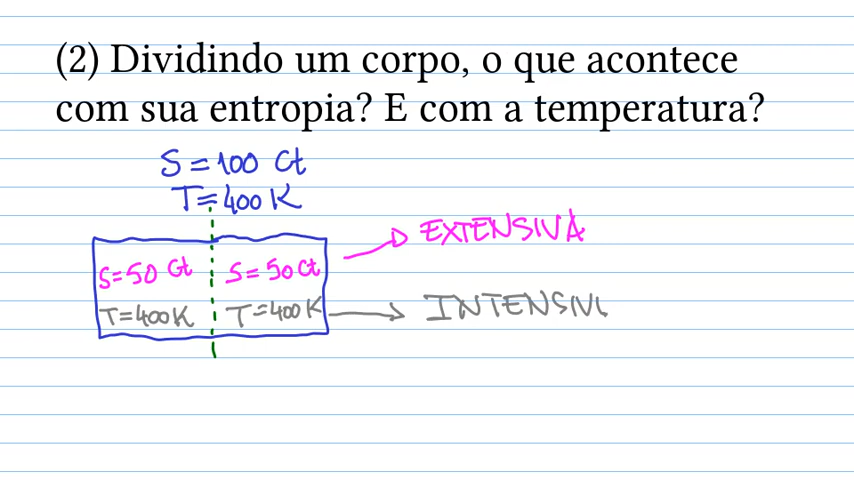 (2) Dividindo um corpo, o que acontece
com sua entropia? E com a temperatura?
S = 100 Ct
T = 400 K
EXTENSIVA
S = 50 Ct S = 50 Ct
T = 400 K T = 400 K INTENSIV